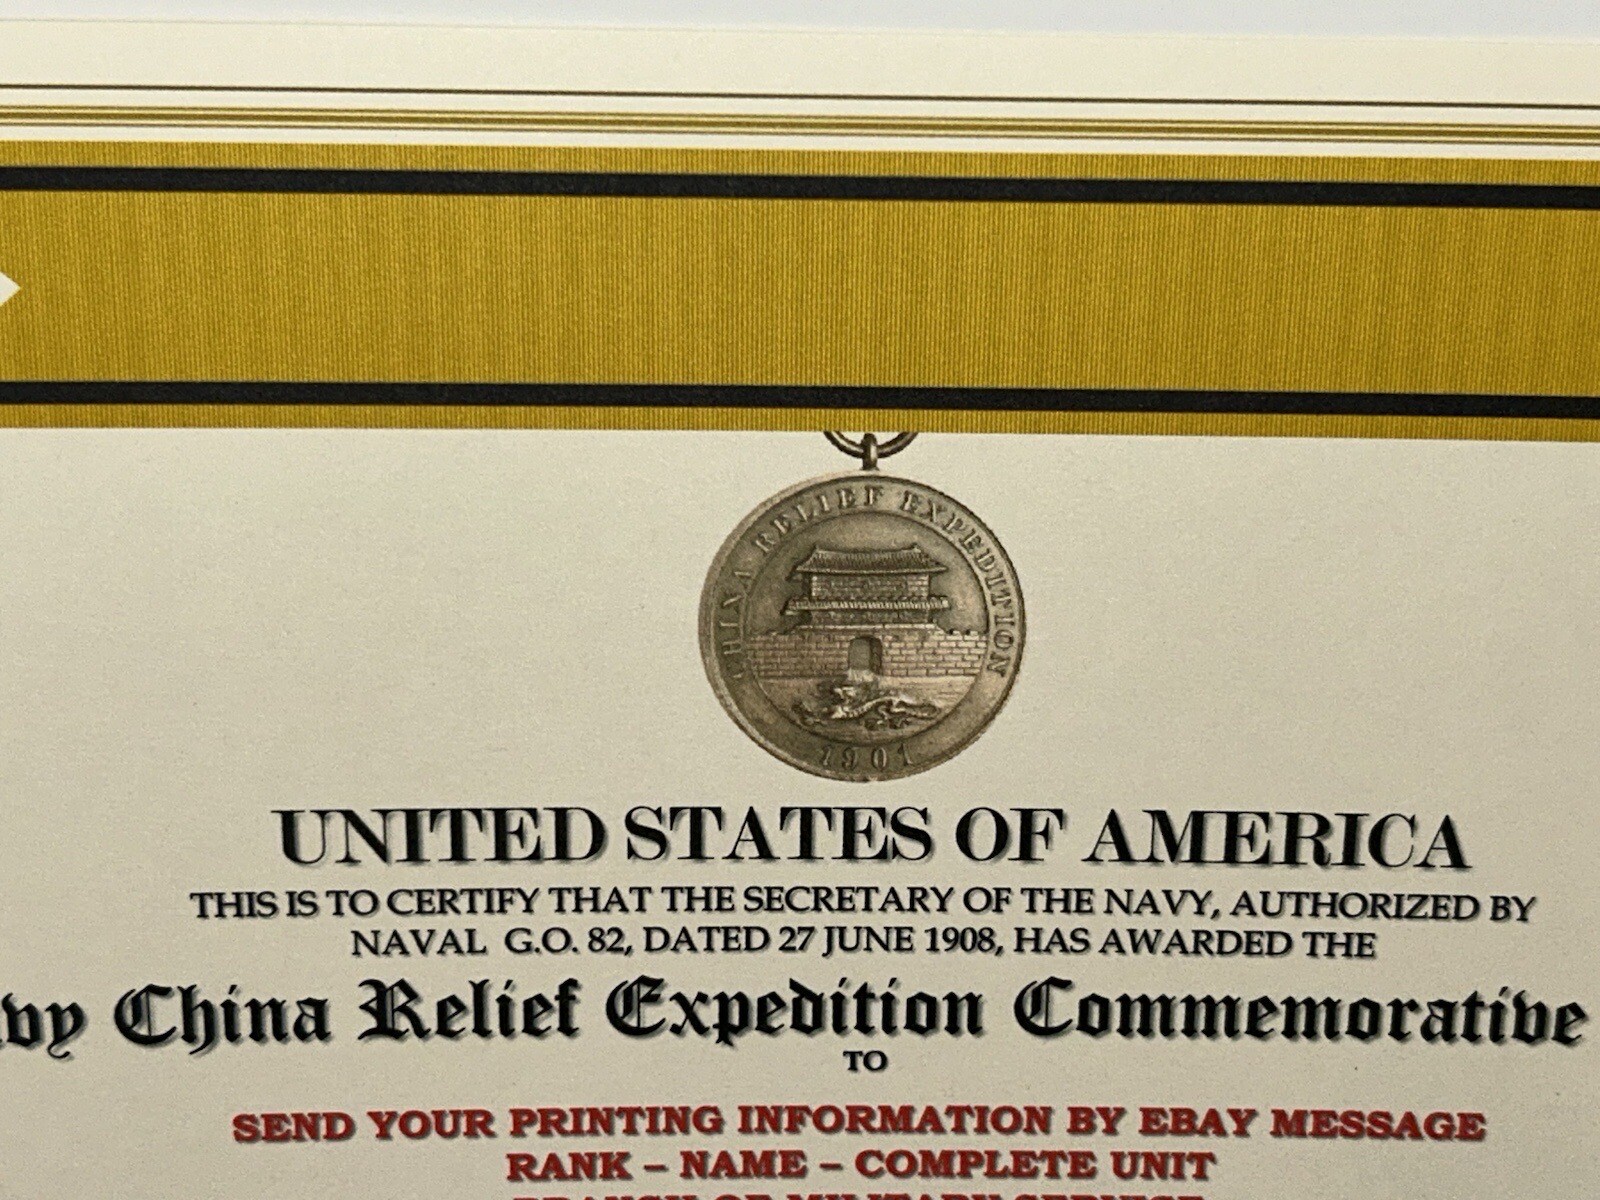 CHINA RELIEF EXPEDITION
1901
UNITED STATES OF AMERICA
THIS IS TO CERTIFY THAT THE SECRETARY OF THE NAVY, AUTHORIZED BY
NAVAL G.O. 82, DATED 27 JUNE 1908, HAS AWARDED THE
China Relief Expedition Commemorative
TO
SEND YOUR PRINTING INFORMATION BY EBAY MESSAGE
RANK – NAME – COMPLETE UNIT